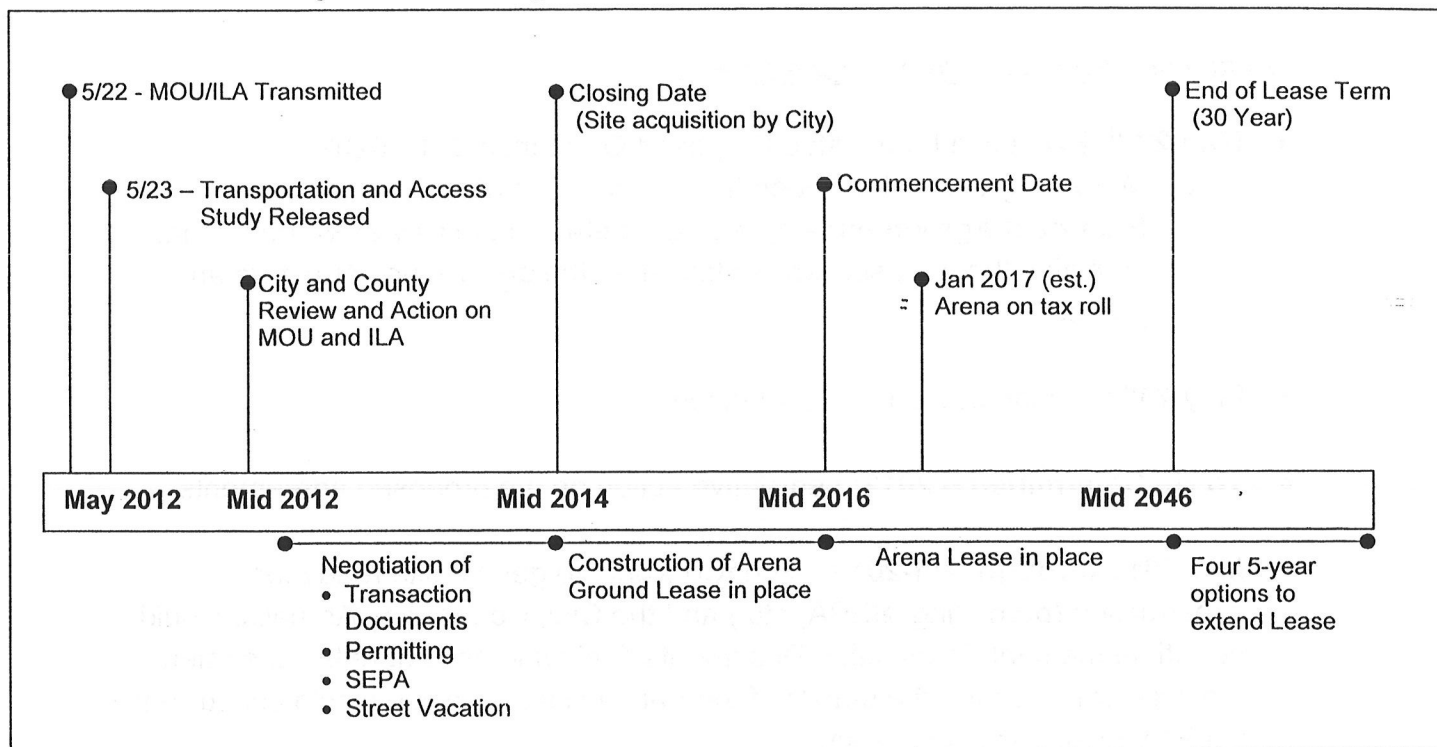 5/22 - MOU/ILA Transmitted
5/23 – Transportation and Access
Study Released
City and County
Review and Action on
MOU and ILA
Closing Date
(Site acquisition by City)
Commencement Date
Jan 2017 (est.)
Arena on tax roll
End of Lease Term
(30 Year)
May 2012 Mid 2012 Mid 2014 Mid 2016 Mid 2046
Negotiation of
• Transaction
Documents
• Permitting
• SEPA
• Street Vacation
Construction of Arena
Ground Lease in place
Arena Lease in place
Four 5-year
options to
extend Lease